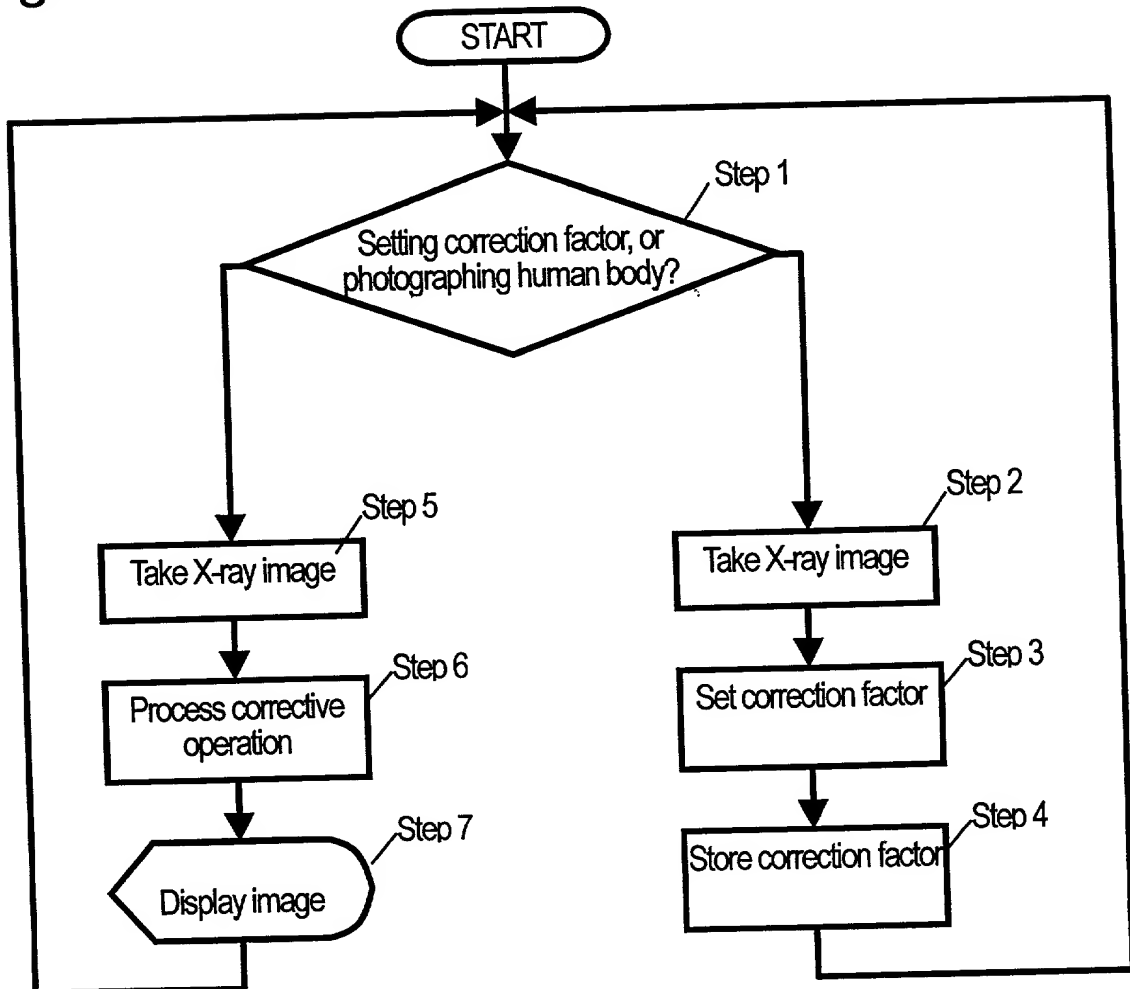 START
Step 1
Setting correction factor, or
photographing human body?
Step 5
Take X-ray image
Step 6
Process corrective
operation
Step 7
Display image
Step 2
Take X-ray image
Step 3
Set correction factor
Step 4
Store correction factor